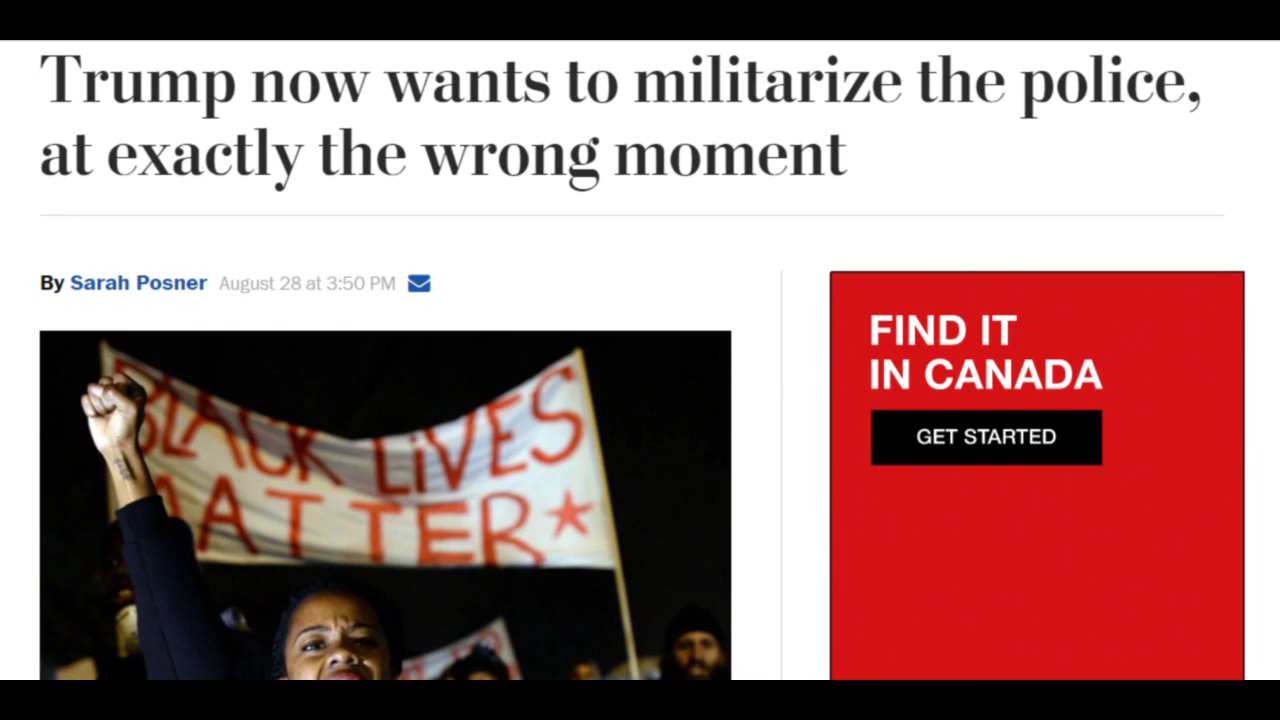 Trump now wants to militarize the police,
at exactly the wrong moment
By Sarah Posner August 28 at 3:50 PM
BLACK LIVES
MATTER
FIND IT
IN CANADA
GET STARTED